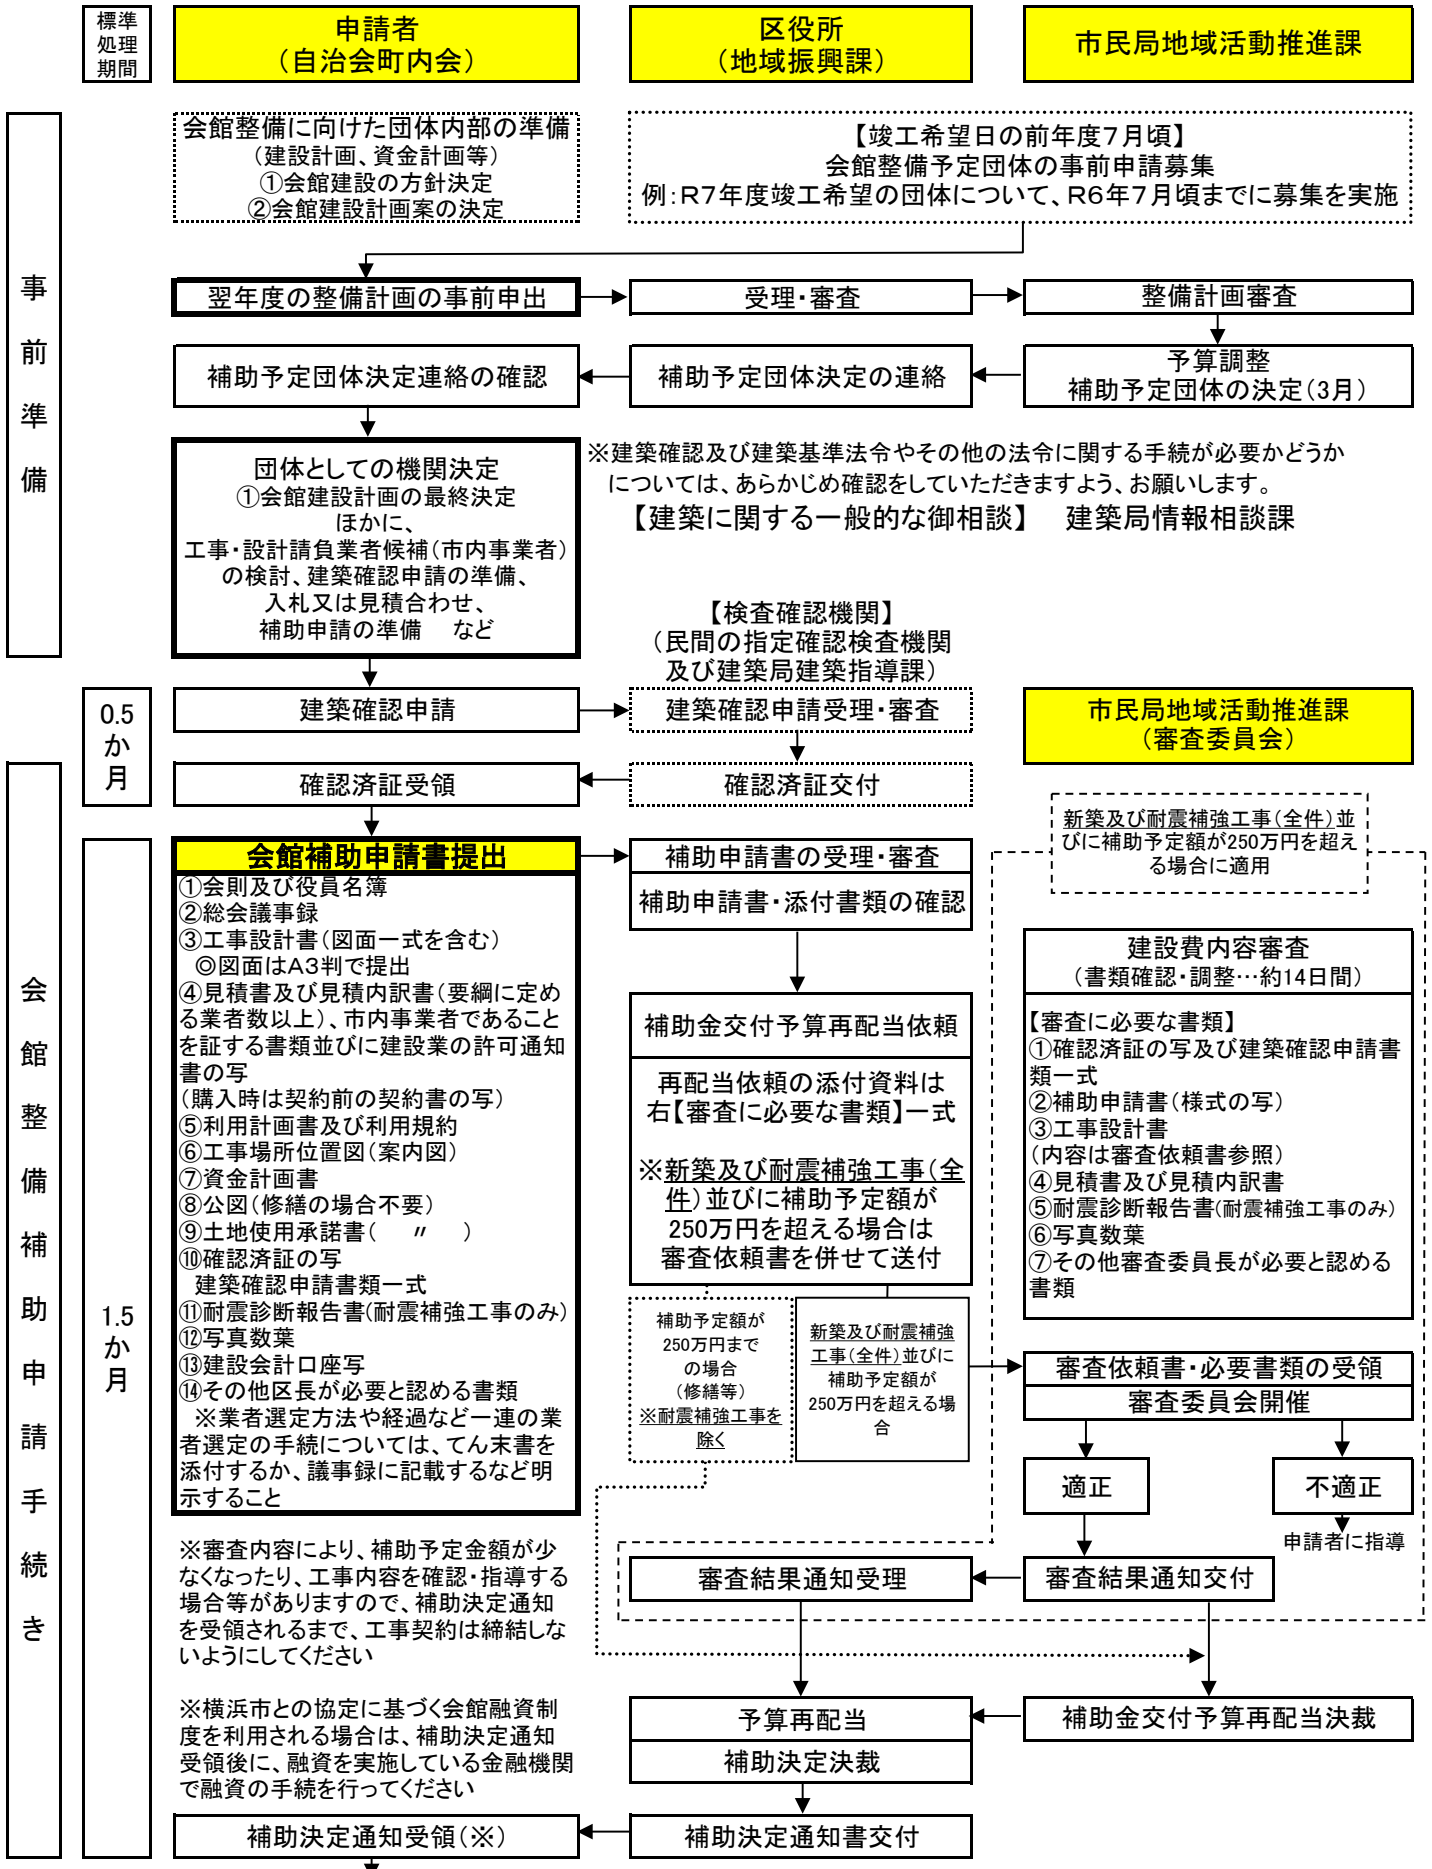 標準
処理
期間
申請者
（自治会町内会）
区役所
（地域振興課）
市民局地域活動推進課
事前準備
会館整備に向けた団体内部の準備
（建設計画、資金計画等）
①会館建設の方針決定
②会館建設計画案の決定
【竣工希望日の前年度７月頃】
会館整備予定団体の事前申請募集
例：Ｒ７年度竣工希望の団体について、Ｒ６年７月頃までに募集を実施
翌年度の整備計画の事前申出
受理・審査
整備計画審査
補助予定団体決定連絡の確認
補助予定団体決定の連絡
予算調整
補助予定団体の決定（3月）
団体としての機関決定
①会館建設計画の最終決定
ほかに、
工事・設計請負業者候補（市内事業者）
の検討、建築確認申請の準備、
入札又は見積合わせ、
補助申請の準備　など
※建築確認及び建築基準法令やその他の法令に関する手続が必要かどうか
については、あらかじめ確認をしていただきますよう、お願いします。
【建築に関する一般的な御相談】　建築局情報相談課
【検査確認機関】
（民間の指定確認検査機関
及び建築局建築指導課）
0.5
か
月
建築確認申請
建築確認申請受理・審査
市民局地域活動推進課
（審査委員会）
会館整備補助申請手続き
確認済証受領
確認済証交付
新築及び耐震補強工事（全件）並
びに補助予定額が250万円を超え
る場合に適用
1.5
か
月
会館補助申請書提出
①会則及び役員名簿
②総会議事録
③工事設計書（図面一式を含む）
◎図面はＡ３判で提出
④見積書及び見積内訳書（要綱に定め
る業者数以上）、市内事業者であること
を証する書類並びに建設業の許可通知
書の写
（購入時は契約前の契約書の写）
⑤利用計画書及び利用規約
⑥工事場所位置図（案内図）
⑦資金計画書
⑧公図（修繕の場合不要）
⑨土地使用承諾書（　〃　）
⑩確認済証の写
建築確認申請書類一式
⑪耐震診断報告書(耐震補強工事のみ）
⑫写真数葉
⑬建設会計口座写
⑭その他区長が必要と認める書類
※業者選定方法や経過など一連の業
者選定の手続については、てん末書を
添付するか、議事録に記載するなど明
示すること
補助申請書の受理・審査
補助申請書・添付書類の確認
補助金交付予算再配当依頼
再配当依頼の添付資料は
右【審査に必要な書類】一式
※新築及び耐震補強工事（全
件）並びに補助予定額が
250万円を超える場合は
審査依頼書を併せて送付
補助予定額が
250万円まで
の場合
（修繕等）
※耐震補強工事を
除く
新築及び耐震補強
工事（全件）並びに
補助予定額が
250万円を超える場
合
建設費内容審査
（書類確認・調整…約14日間）
【審査に必要な書類】
①確認済証の写及び建築確認申請書
類一式
②補助申請書（様式の写）
③工事設計書
（内容は審査依頼書参照）
④見積書及び見積内訳書
⑤耐震診断報告書(耐震補強工事のみ）
⑥写真数葉
⑦その他審査委員長が必要と認める
書類
審査依頼書・必要書類の受領
審査委員会開催
適正
不適正
申請者に指導
審査結果通知受理
審査結果通知交付
※審査内容により、補助予定金額が少
なくなったり、工事内容を確認・指導する
場合等がありますので、補助決定通知
を受領されるまで、工事契約は締結しな
いようにしてください
※横浜市との協定に基づく会館融資制
度を利用される場合は、補助決定通知
受領後に、融資を実施している金融機関
で融資の手続を行ってください
予算再配当
補助決定決裁
補助金交付予算再配当決裁
補助決定通知受領（※）
補助決定通知書交付